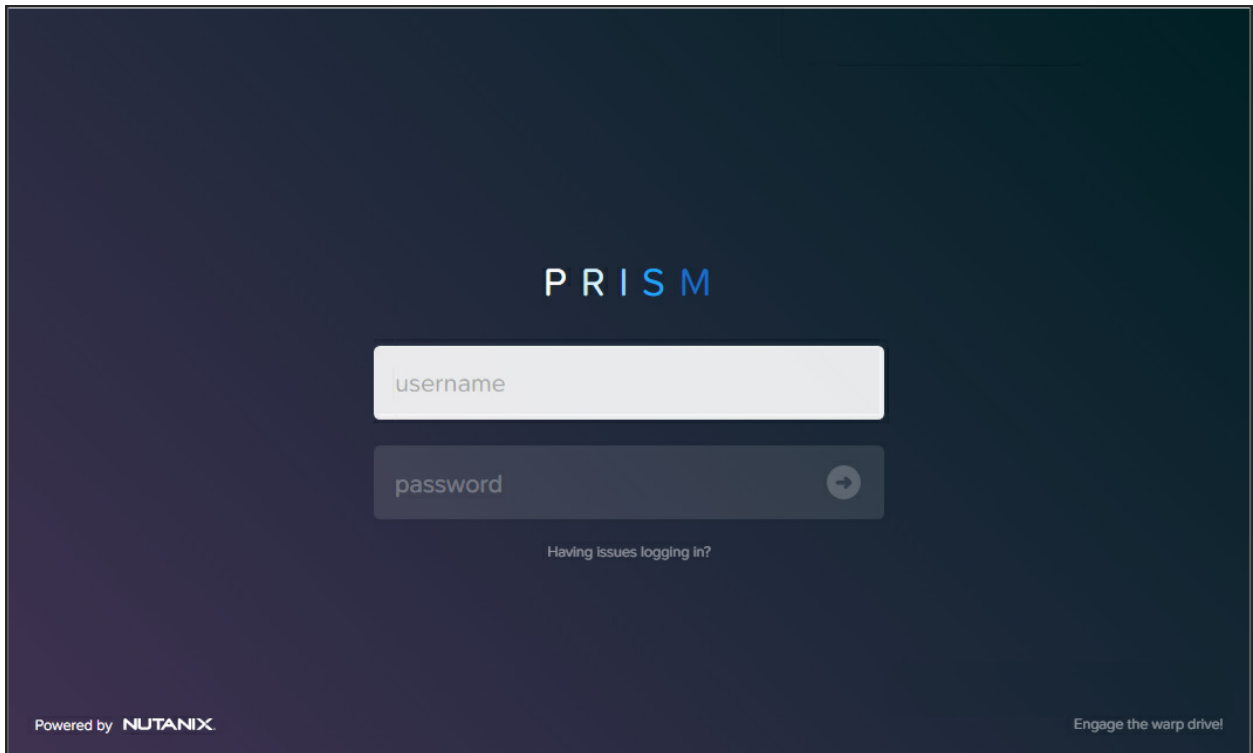 PRISM
username
password
Having issues logging in?
Powered by NUTANIX.
Engage the warp drive!